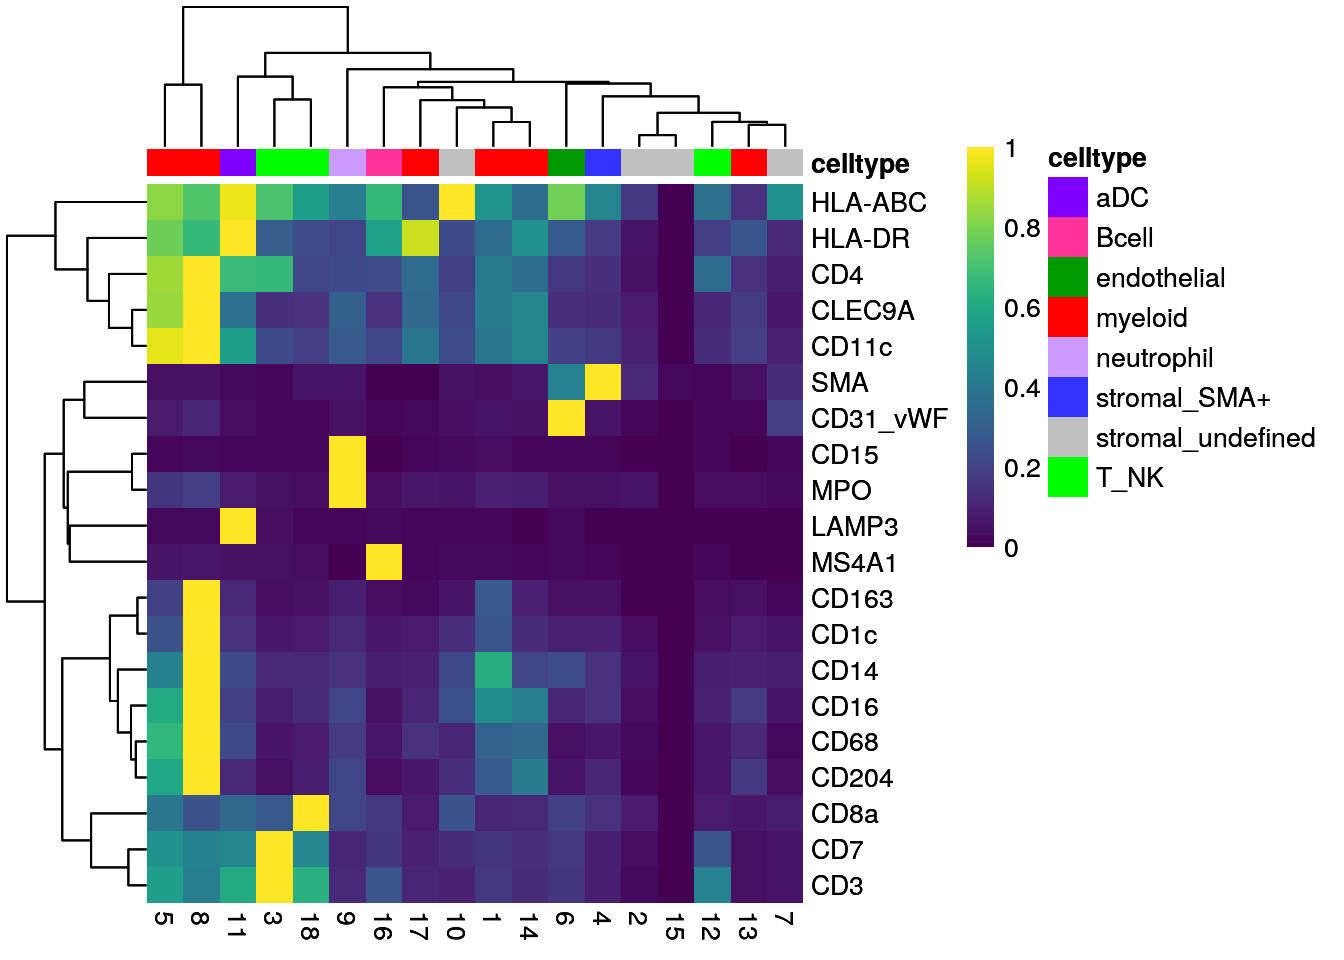 celltype
HLA-ABC
HLA-DR
CD4
CLEC9A
CD11c
SMA
CD31_vWF
CD15
MPO
LAMP3
MS4A1
CD163
CD1c
CD14
CD16
CD68
CD204
CD8a
CD7
CD3
5 8 11 3 18 9 16 17 10 1 14 6 4 2 15 12 13 7
1
0.8
0.6
0.4
0.2
0
celltype
aDC
Bcell
endothelial
myeloid
neutrophil
stromal_SMA+
stromal_undefined
T_NK